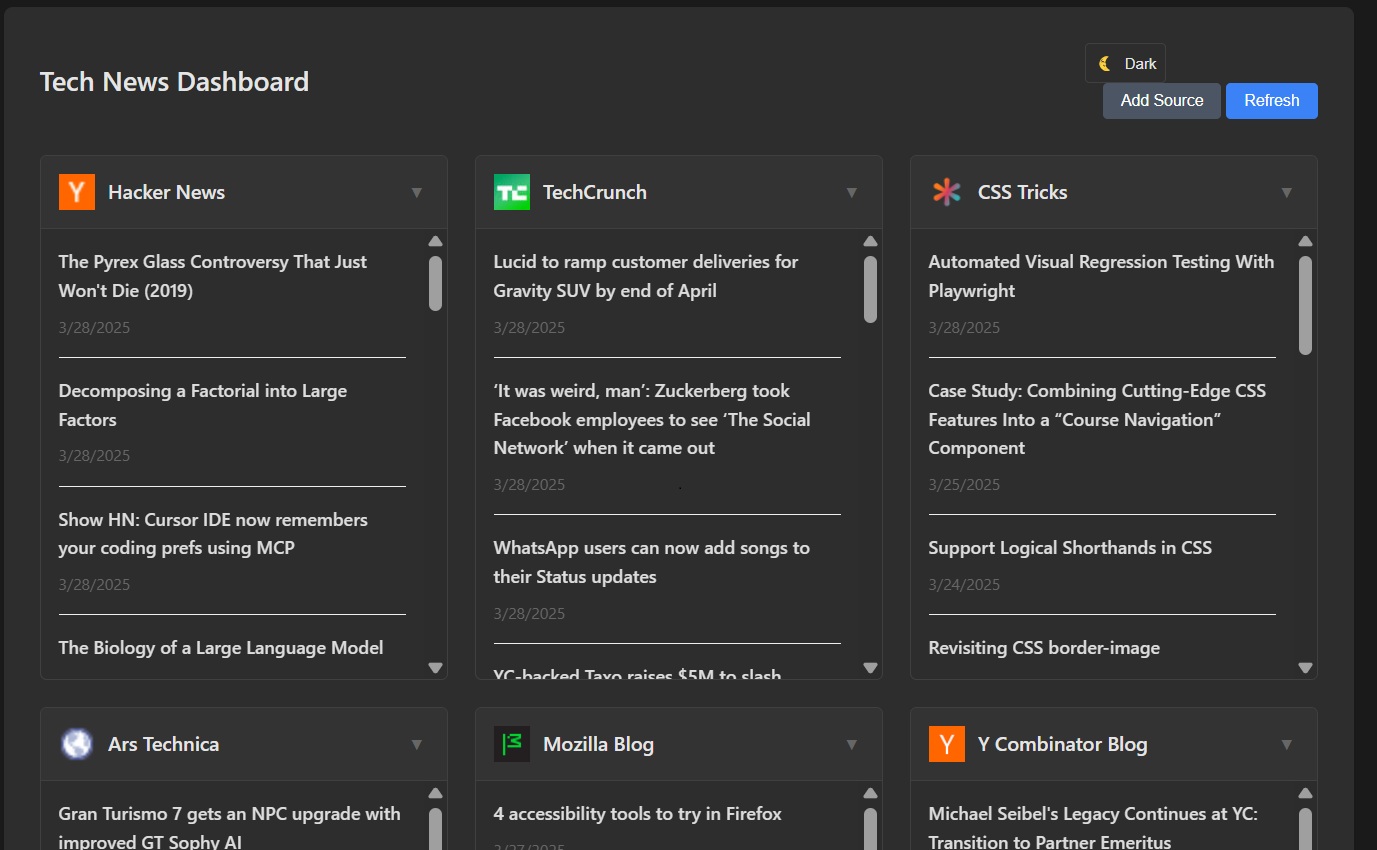 Tech News Dashboard
Dark
Add Source
Refresh
Hacker News
The Pyrex Glass Controversy That Just
Won't Die (2019)
3/28/2025
Decomposing a Factorial into Large
Factors
3/28/2025
Show HN: Cursor IDE now remembers
your coding prefs using MCP
3/28/2025
The Biology of a Large Language Model
TechCrunch
Lucid to ramp customer deliveries for
Gravity SUV by end of April
3/28/2025
‘It was weird, man’: Zuckerberg took
Facebook employees to see ‘The Social
Network’ when it came out
3/28/2025
WhatsApp users can now add songs to
their Status updates
3/28/2025
YC-backed Taxo raises $5M to slash
CSS Tricks
Automated Visual Regression Testing With
Playwright
3/28/2025
Case Study: Combining Cutting-Edge CSS
Features Into a “Course Navigation”
Component
3/25/2025
Support Logical Shorthands in CSS
3/24/2025
Revisiting CSS border-image
Ars Technica
Gran Turismo 7 gets an NPC upgrade with
improved GT Sophy AI
Mozilla Blog
4 accessibility tools to try in Firefox
3/27/2025
Y Combinator Blog
Michael Seibel's Legacy Continues at YC:
Transition to Partner Emeritus